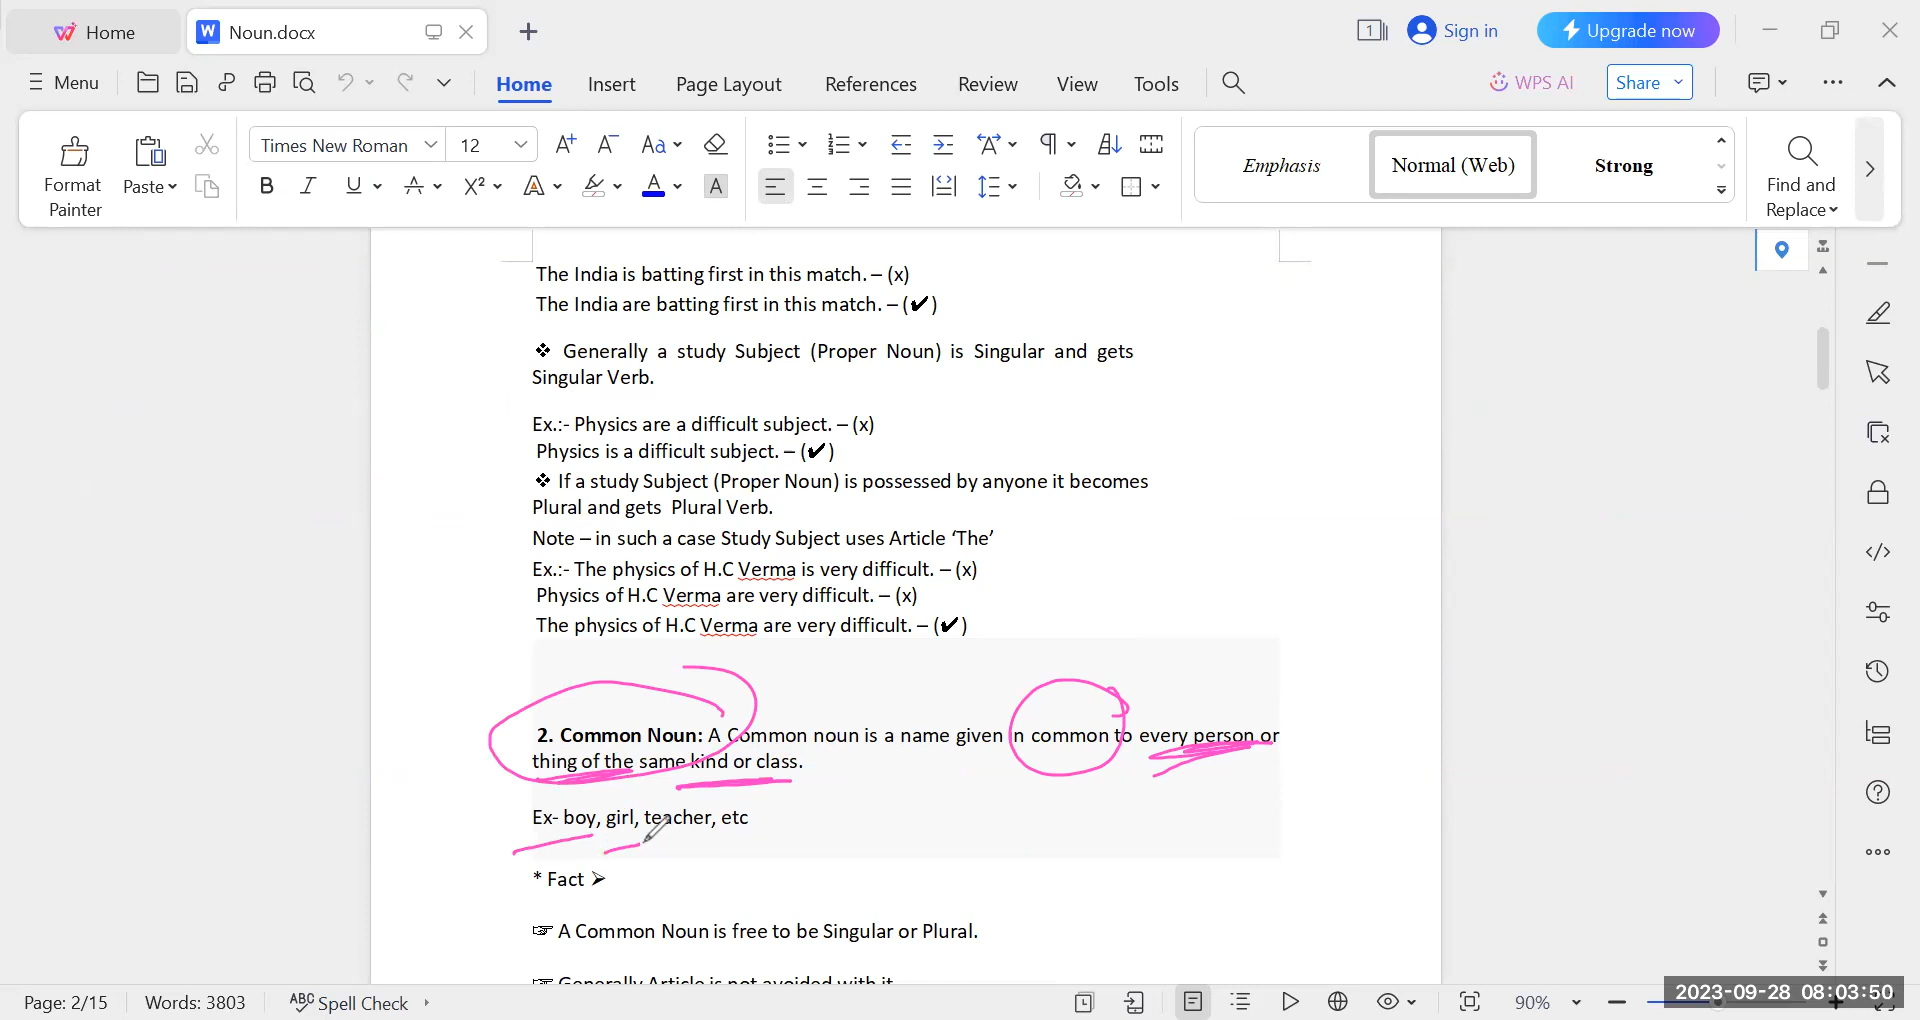 Home
Noun.docx
1
Sign in
Upgrade now
Menu
Home
Insert
Page Layout
References
Review
View
Tools
WPS AI
Share
Format
Painter
Paste
Times New Roman
12
Emphasis
Normal (Web)
Strong
Find and
Replace
The India is batting first in this match. – (x)
The India are batting first in this match. – (✔)
❖ Generally a study Subject (Proper Noun) is Singular and gets
Singular Verb.
Ex.:- Physics are a difficult subject. – (x)
Physics is a difficult subject. – (✔)
❖ If a study Subject (Proper Noun) is possessed by anyone it becomes
Plural and gets Plural Verb.
Note – in such a case Study Subject uses Article ‘The’
Ex.:- The physics of H.C Verma is very difficult. – (x)
Physics of H.C Verma are very difficult. – (x)
The physics of H.C Verma are very difficult. – (✔)
2. Common Noun: A Common noun is a name given in common to every person or
thing of the same kind or class.
Ex- boy, girl, teacher, etc
* Fact ➢
☞ A Common Noun is free to be Singular or Plural.
☞ Generally Article is not avoided with it
Page: 2/15
Words: 3803
Spell Check
90%
2023-09-28 08:03:50